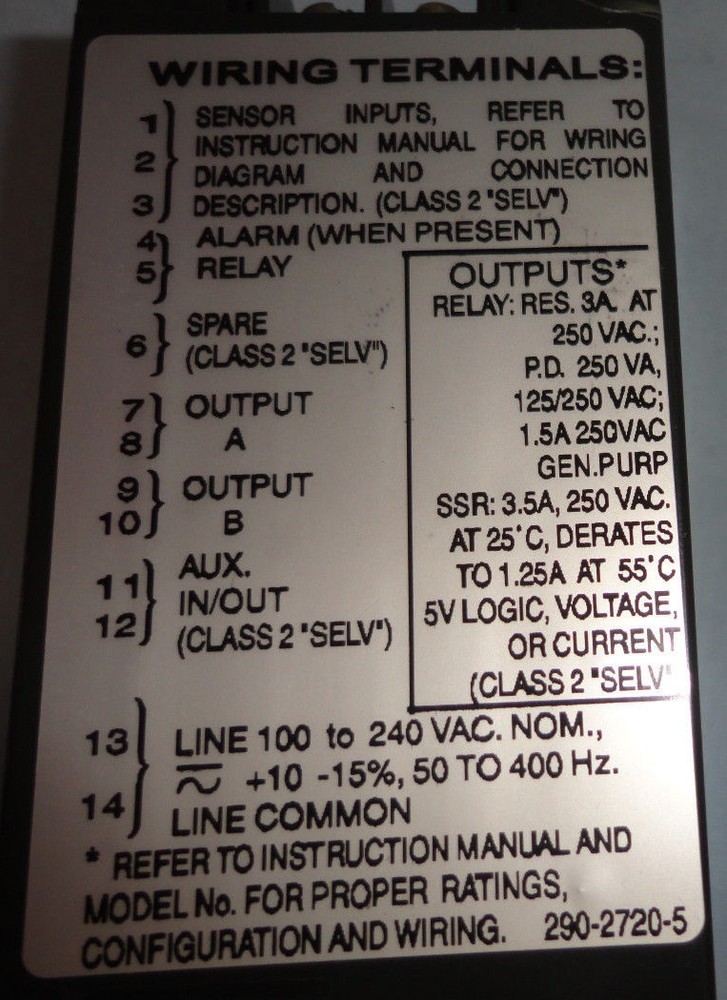 WIRING TERMINALS:
1 SENSOR INPUTS, REFER TO
INSTRUCTION MANUAL FOR WRING
2 DIAGRAM AND CONNECTION
3 DESCRIPTION. (CLASS 2 "SELV")
4 ALARM (WHEN PRESENT)
5 RELAY
6 SPARE
(CLASS 2 "SELV")
7 OUTPUT
8 A
9 OUTPUT
10 B
AUX.
11 IN/OUT
12 (CLASS 2 "SELV")
OUTPUTS*
RELAY: RES. 3A. AT
250 VAC.;
P.D. 250 VA,
125/250 VAC;
1.5A 250VAC
GEN.PURP
SSR: 3.5A, 250 VAC.
AT 25°C, DERATES
TO 1.25A AT 55°C
5V LOGIC, VOLTAGE,
OR CURRENT
(CLASS 2 "SELV"
13 LINE 100 to 240 VAC. NOM.,
+10 -15%, 50 TO 400 Hz.
14 LINE COMMON
* REFER TO INSTRUCTION MANUAL AND
MODEL No. FOR PROPER RATINGS,
CONFIGURATION AND WIRING. 290-2720-5